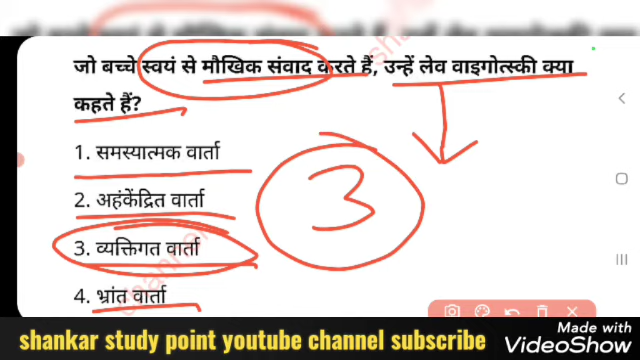 जो बच्चे स्वयं से मौखिक संवाद करते हैं, उन्हें लेव वाइगोत्स्की क्या
कहते हैं?
1. समस्यात्मक वार्ता
2. अहंकेंद्रित वार्ता
3. व्यक्तिगत वार्ता
4. भ्रांत वार्ता
3
shankar study point youtube channel subscribe
Made with
VideoShow